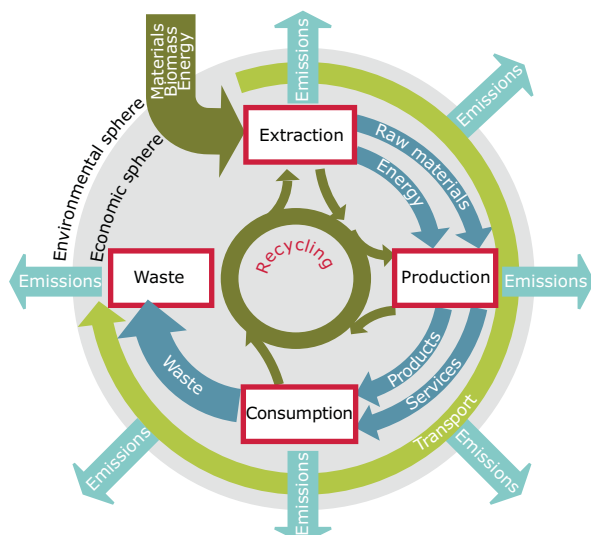 Materials
Biomass
Energy
Emissions
Emissions
Environmental sphere
Economic sphere
Extraction
Raw materials
Energy
Recycling
Emissions
Waste
Production
Emissions
Waste
Products
Services
Consumption
Transport
Emissions
Emissions
Emissions